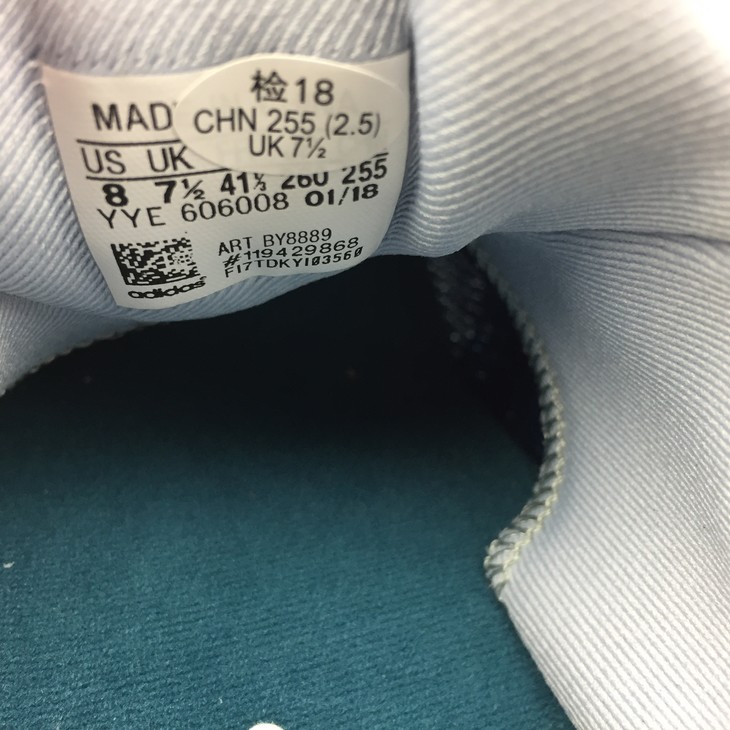 检18
CHN 255 (2.5)
UK 7½
MAD
US UK
8 7½ 41⅓ 260 255
YYE 606008 01/18
ART BY8889
#119429868
F17TDKY103560
adidas